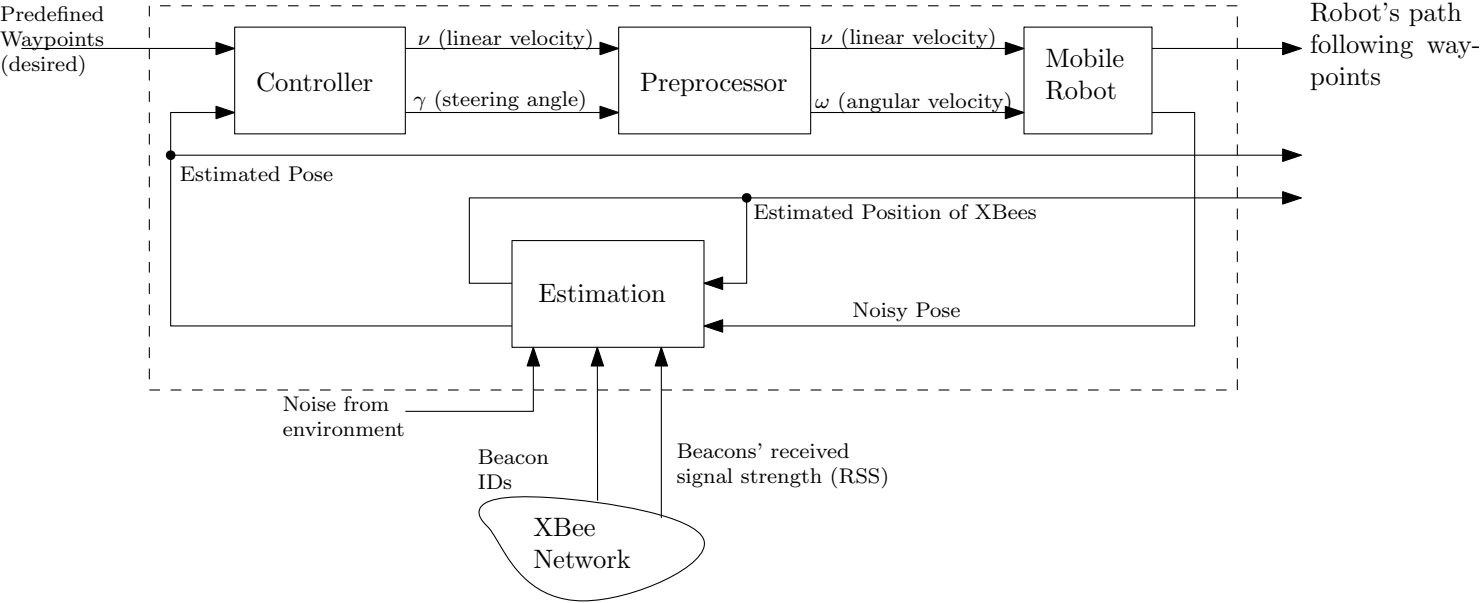 Predefined
Waypoints
(desired)
ν (linear velocity)
ν (linear velocity)
Robot's path
following way-
points
Controller
Preprocessor
Mobile
Robot
γ (steering angle)
ω (angular velocity)
Estimated Pose
Estimated Position of XBees
Estimation
Noisy Pose
Noise from
environment
Beacon
IDs
Beacons' received
signal strength (RSS)
XBee
Network